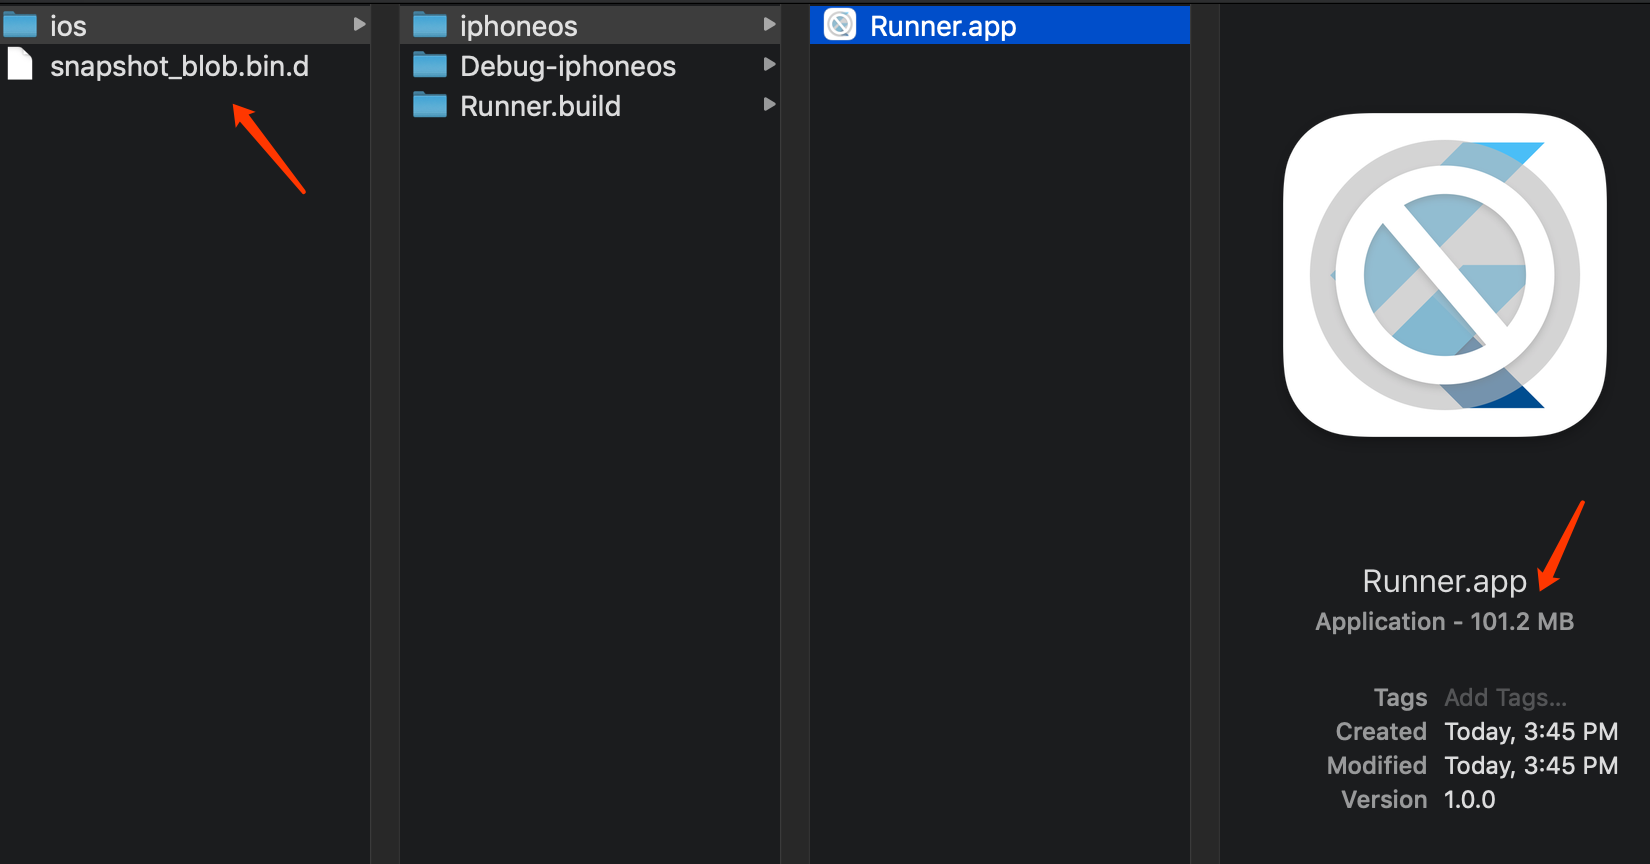 ios
snapshot_blob.bin.d
iphoneos
Debug-iphoneos
Runner.build
Runner.app
Runner.app
Application - 101.2 MB
Tags Add Tags...
Created Today, 3:45 PM
Modified Today, 3:45 PM
Version 1.0.0